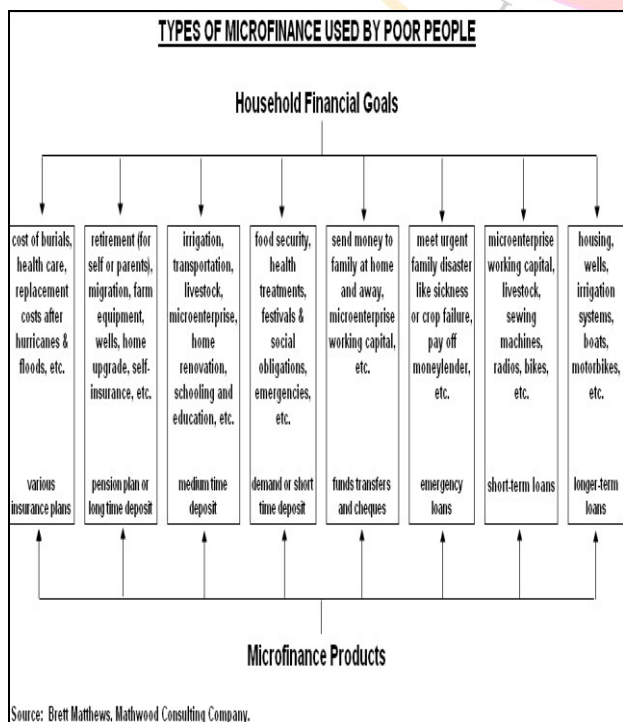 TYPES OF MICROFINANCE USED BY POOR PEOPLE
Household Financial Goals
cost of burials,
health care,
replacement
costs after
hurricanes &
floods, etc.
various
insurance plans
retirement (for
self or parents),
migration, farm
equipment,
wells, home
upgrade, self-
insurance, etc.
pension plan or
long time deposit
irrigation,
transportation,
livestock,
microenterprise,
home
renovation,
schooling and
education, etc.
medium time
deposit
food security,
health
treatments,
festivals &
social
obligations,
emergencies,
etc.
demand or short
time deposit
send money to
family at home
and away,
microenterprise
working capital,
etc.
funds transfers
and cheques
meet urgent
family disaster
like sickness
or crop failure,
pay off
moneylender,
etc.
emergency
loans
microenterprise
working capital,
livestock,
sewing
machines,
radios, bikes,
etc.
short-term loans
housing,
wells,
irrigation
systems,
boats,
motorbikes,
etc.
longer-term
loans
Microfinance Products
Source: Brett Matthews, Mathwood Consulting Company.